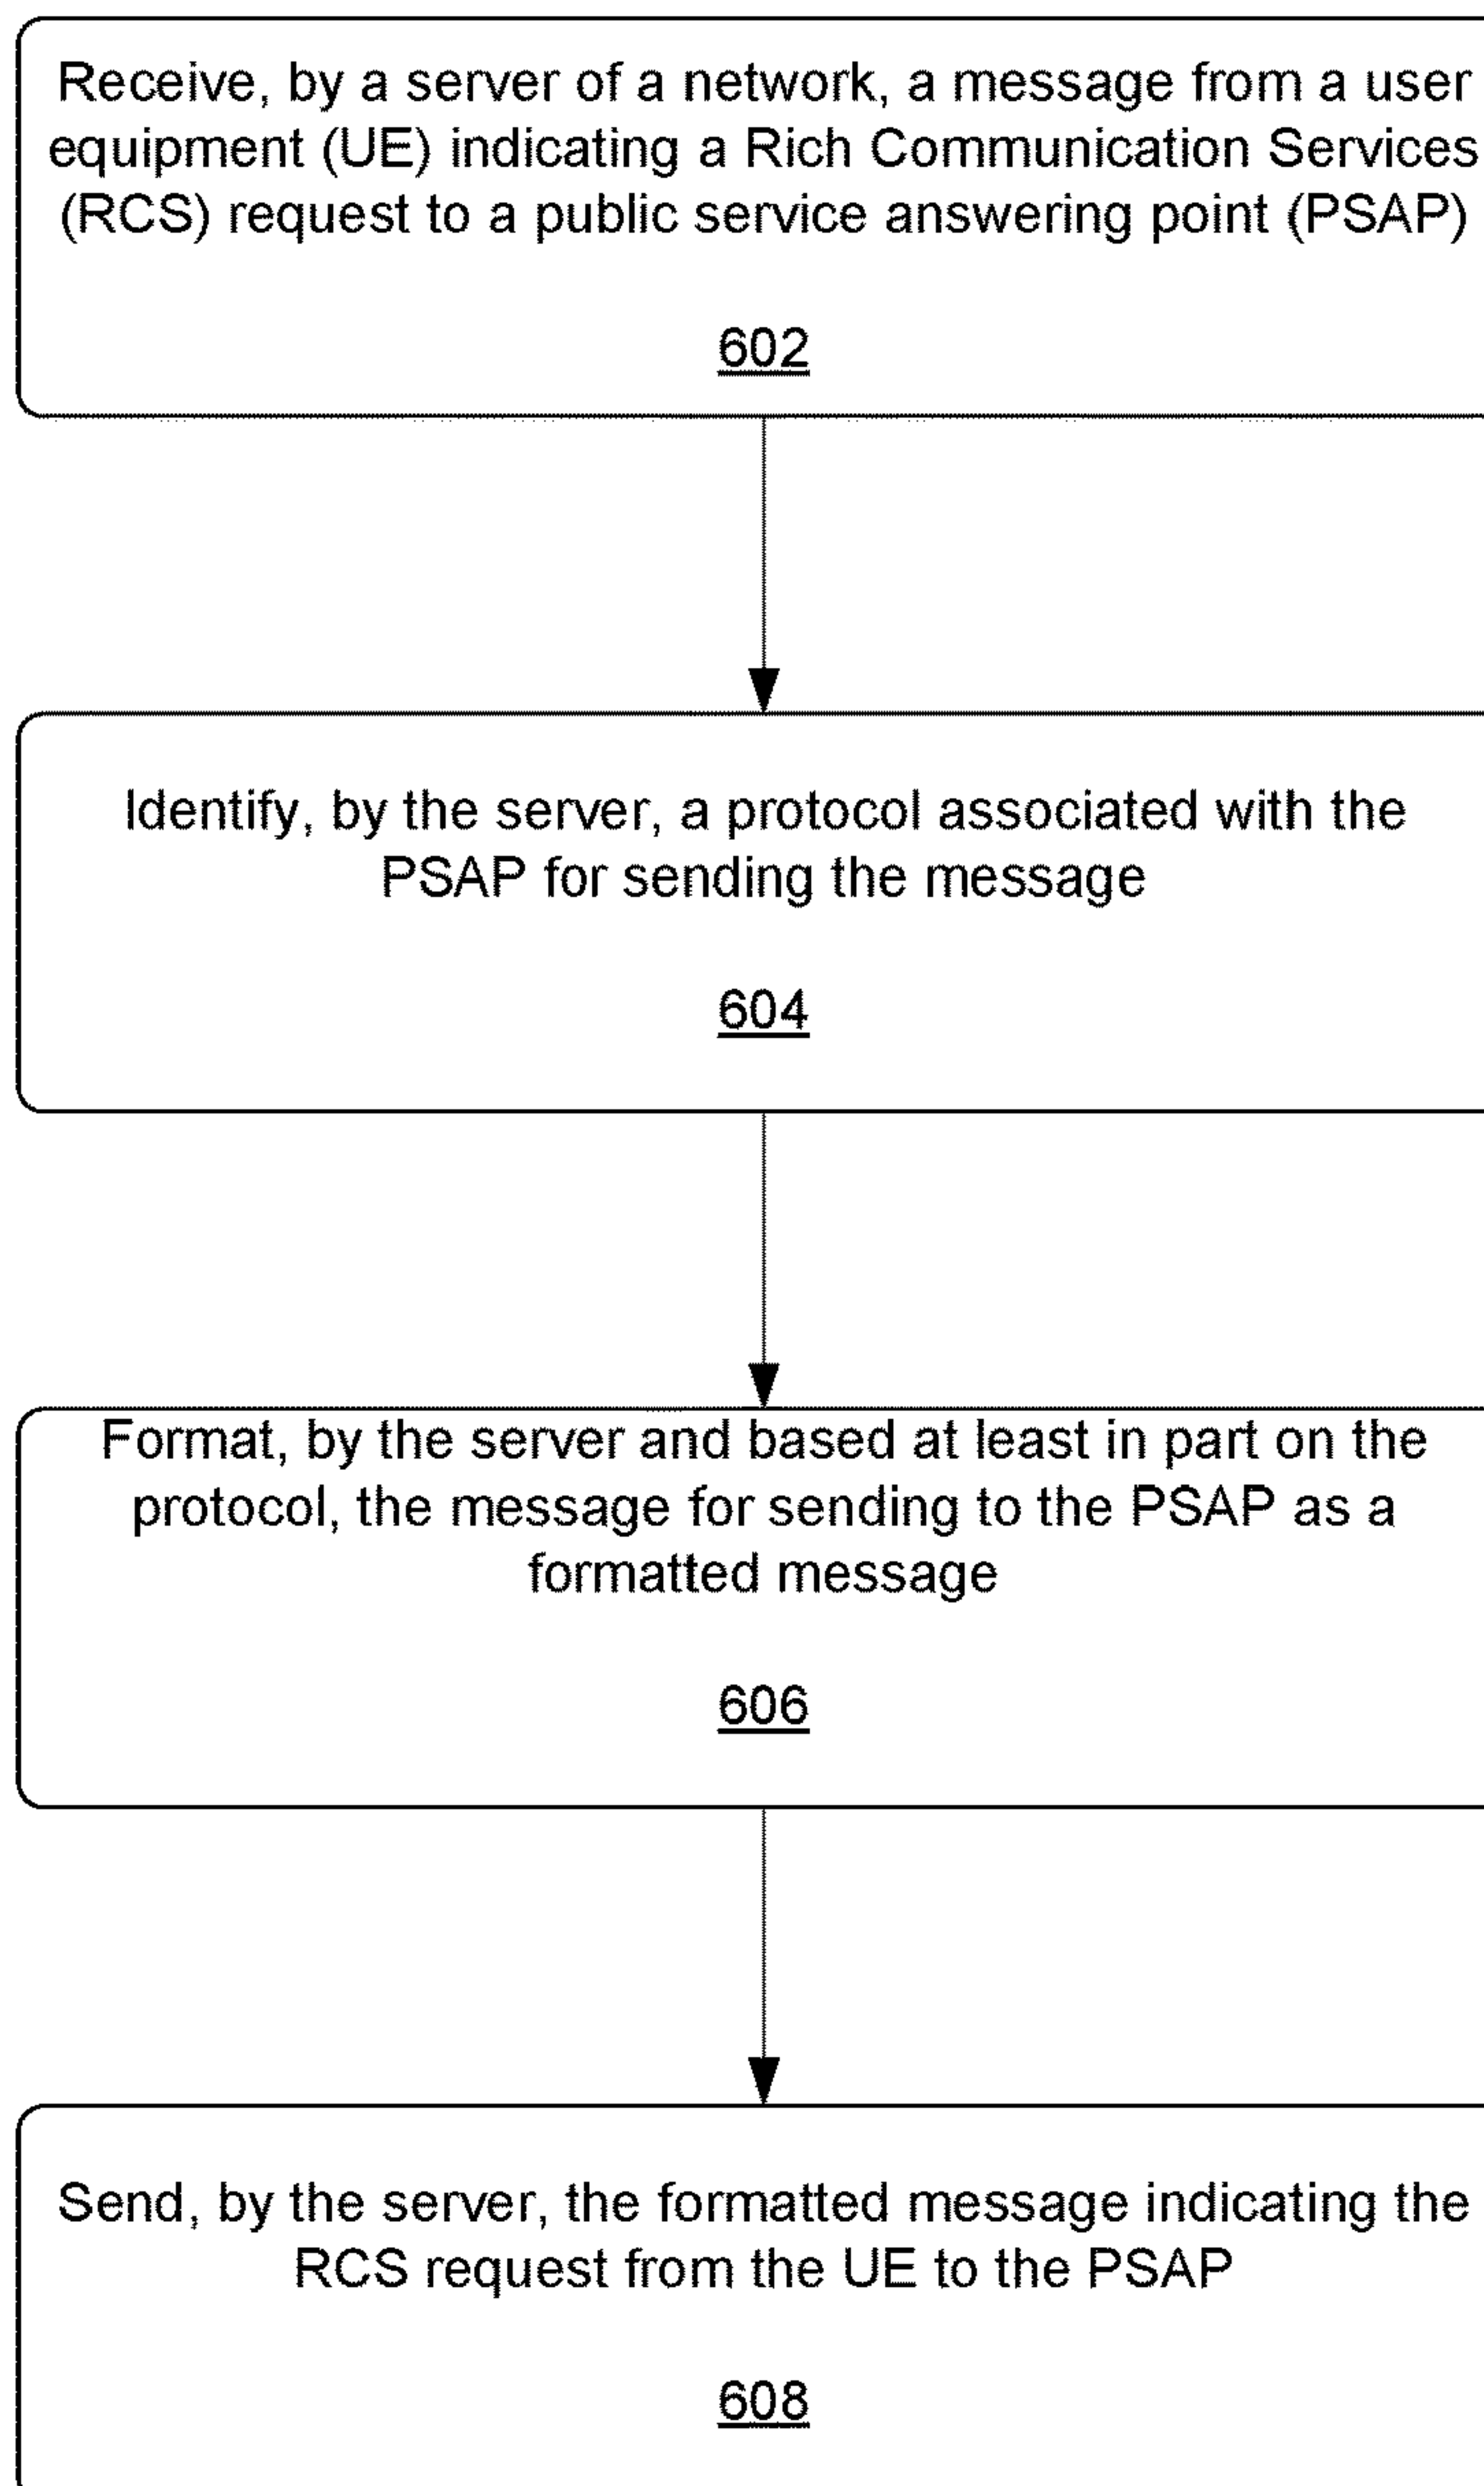 Receive, by a server of a network, a message from a user
equipment (UE) indicating a Rich Communication Services
(RCS) request to a public service answering point (PSAP)
602
Identify, by the server, a protocol associated with the
PSAP for sending the message
604
Format, by the server and based at least in part on the
protocol, the message for sending to the PSAP as a
formatted message
606
Send, by the server, the formatted message indicating the
RCS request from the UE to the PSAP
608